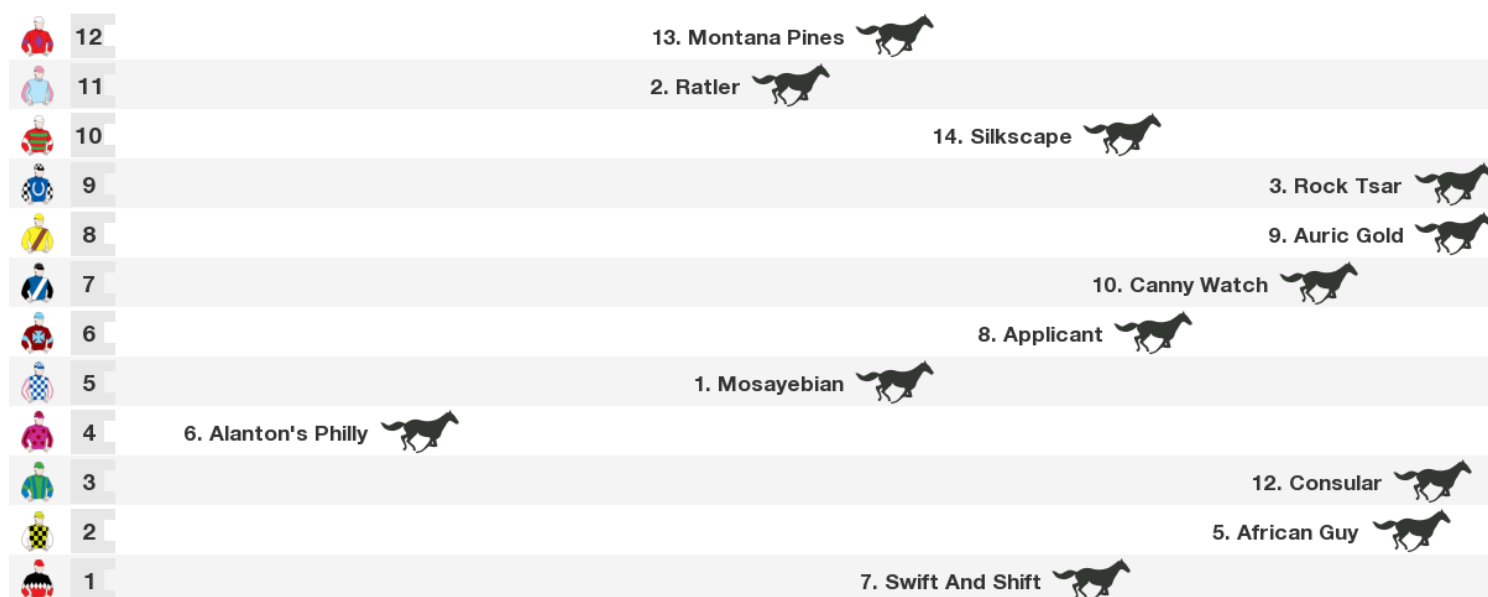 12 13. Montana Pines
11 2. Ratler
10 14. Silkscape
9 3. Rock Tsar
8 9. Auric Gold
7 10. Canny Watch
6 8. Applicant
5 1. Mosayebian
4 6. Alanton's Philly
3 12. Consular
2 5. African Guy
1 7. Swift And Shift